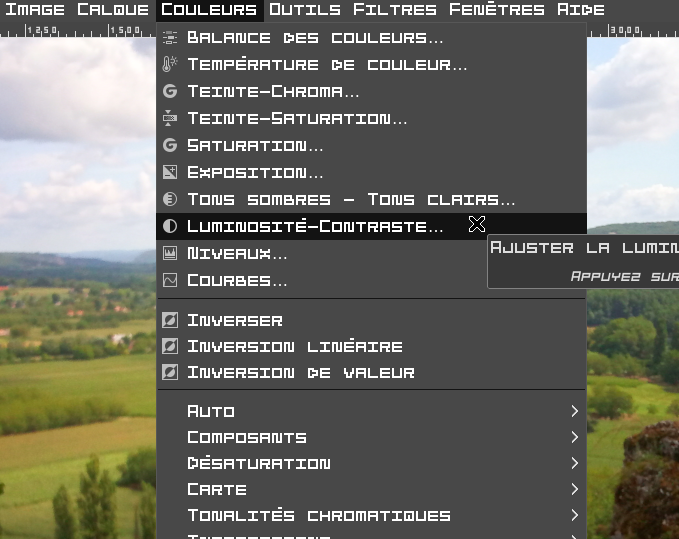 Image Calque Couleurs Outils Filtres Fenêtres Aide
1250 1500 3000
Balance des couleurs...
Température de couleur...
Teinte-Chroma...
Teinte-Saturation...
Saturation...
Exposition...
Tons sombres - Tons clairs...
Luminosité-Contraste...
Ajuster la lumin
Niveaux...
Appuyez sur
Courbes...
Inverser
Inversion linéaire
Inversion de valeur
Auto
Composants
Désaturation
Carte
Tonalités chromatiques